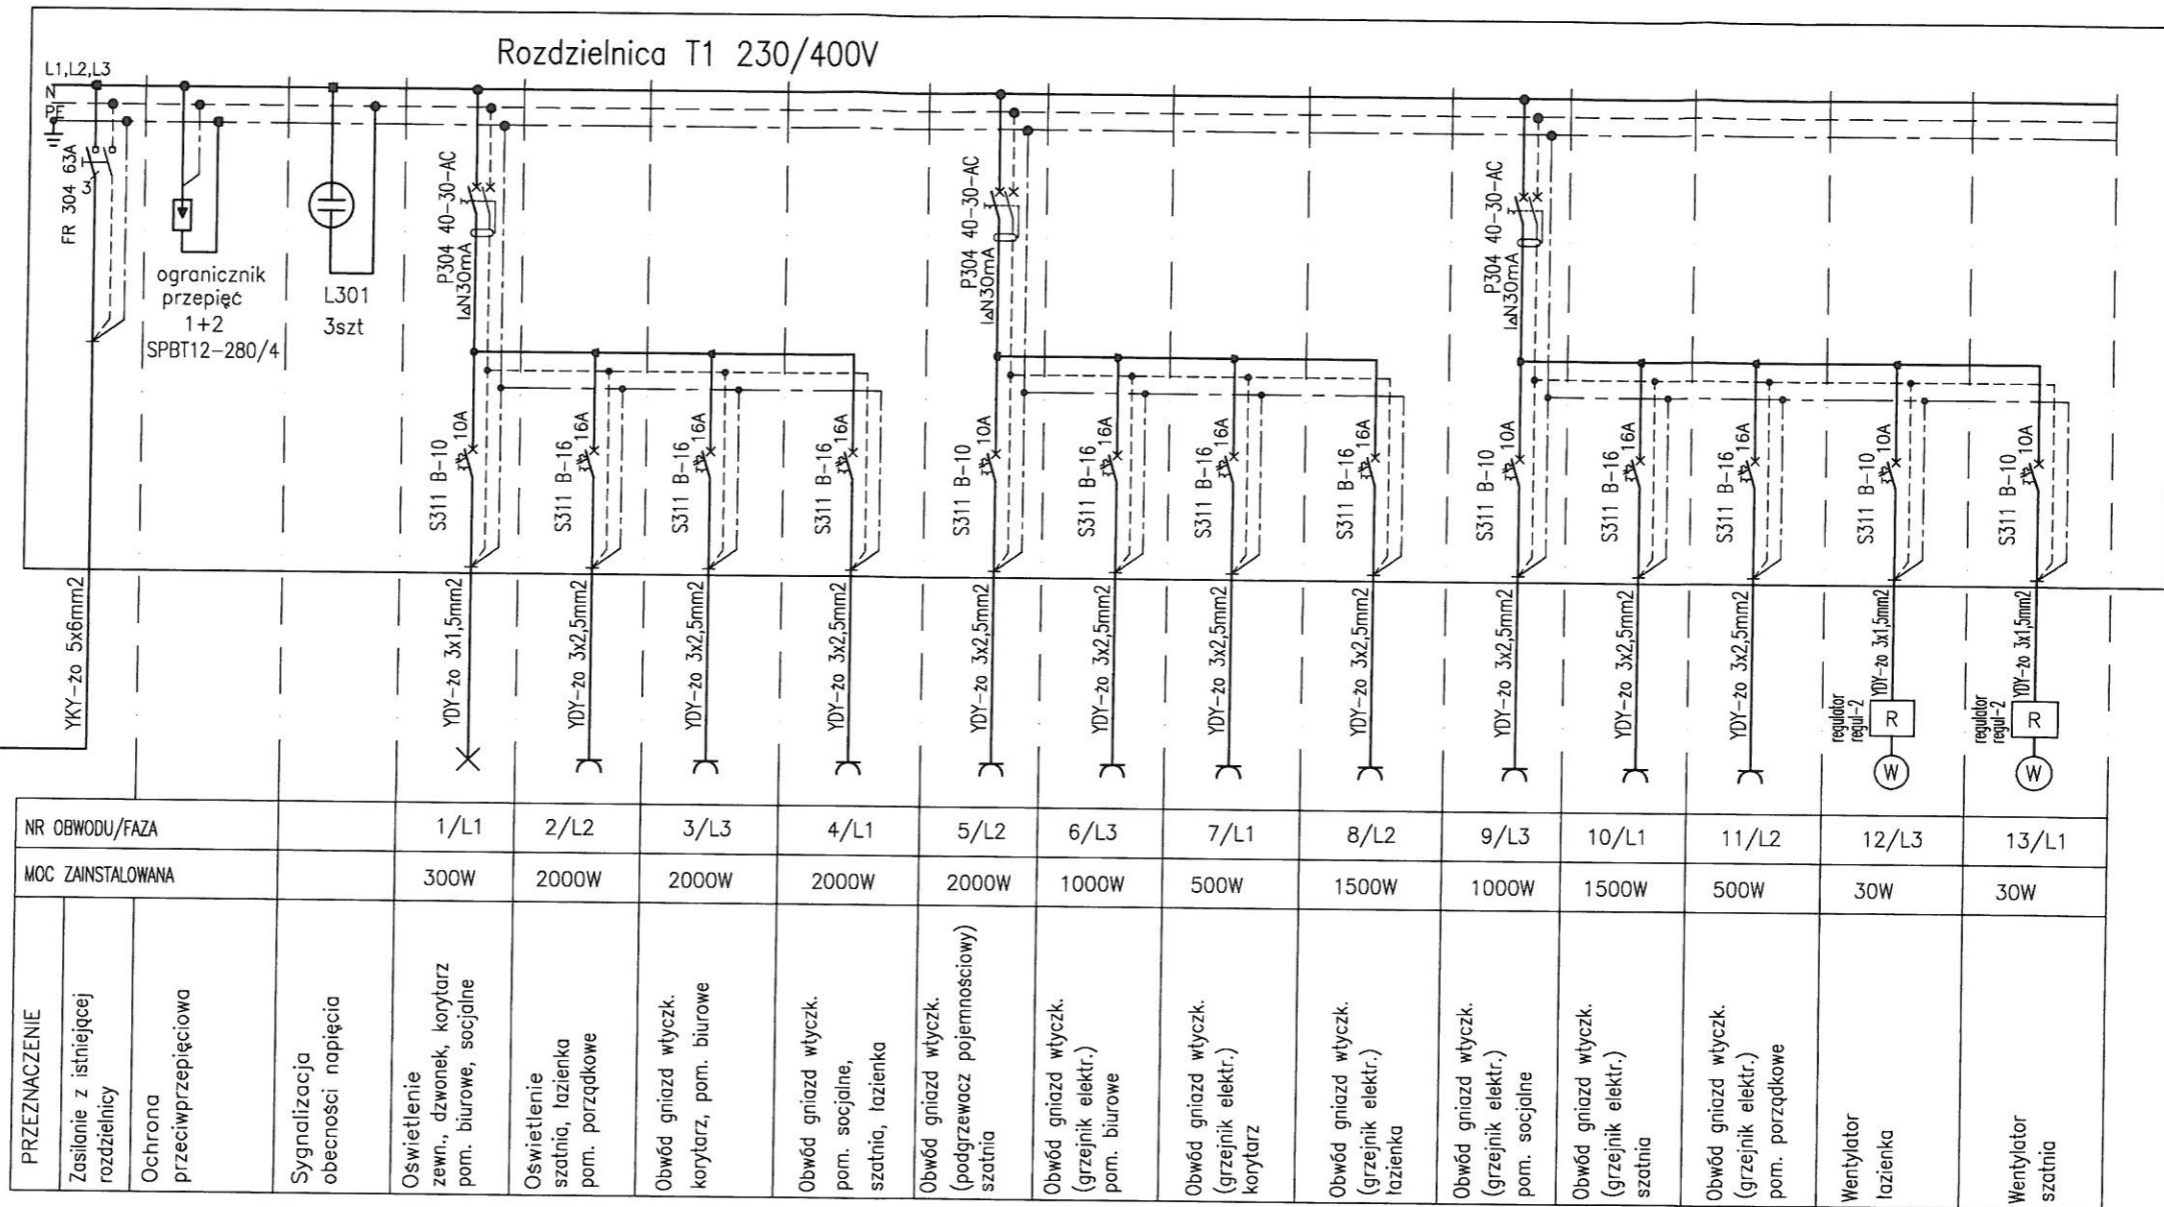 Rozdzielnica T1 230/400V
L1,L2,L3
N
PE
FR 304 63A
3
ogranicznik
przepięć
1+2
SPBT12-280/4
L301
3szt
P304 40-30-AC
I∆N30mA
P304 40-30-AC
I∆N30mA
P304 40-30-AC
I∆N30mA
S311 B-10 10A
S311 B-16 16A
S311 B-16 16A
S311 B-16 16A
S311 B-10 10A
S311 B-16 16A
S311 B-16 16A
S311 B-16 16A
S311 B-10 10A
S311 B-16 16A
S311 B-16 16A
S311 B-10 10A
S311 B-10 10A
YKY-żo 5x6mm2
YDY-żo 3x1,5mm2
YDY-żo 3x2,5mm2
YDY-żo 3x2,5mm2
YDY-żo 3x2,5mm2
YDY-żo 3x2,5mm2
YDY-żo 3x2,5mm2
YDY-żo 3x2,5mm2
YDY-żo 3x2,5mm2
YDY-żo 3x2,5mm2
YDY-żo 3x2,5mm2
YDY-żo 3x2,5mm2
YDY-żo 3x1,5mm2
YDY-żo 3x1,5mm2
regulator
regul-2
R
W
regulator
regul-2
R
W
NR OBWODU/FAZA 1/L1 2/L2 3/L3 4/L1 5/L2 6/L3 7/L1 8/L2 9/L3 10/L1 11/L2 12/L3 13/L1
MOC ZAINSTALOWANA 300W 2000W 2000W 2000W 2000W 1000W 500W 1500W 1000W 1500W 500W 30W 30W
PRZEZNACZENIE
Zasilanie z istniejącej
rozdzielnicy
Ochrona
przeciwprzepięciowa
Sygnalizacja
obecności napięcia
Oświetlenie
zewn., dzwonek, korytarz
pom. biurowe, socjalne
Oświetlenie
szatnia, łazienka
pom. porządkowe
Obwód gniazd wtyczk.
korytarz, pom. biurowe
Obwód gniazd wtyczk.
pom. socjalne,
szatnia, łazienka
Obwód gniazd wtyczk.
(podgrzewacz pojemnościowy)
szatnia
Obwód gniazd wtyczk.
(grzejnik elektr.)
pom. biurowe
Obwód gniazd wtyczk.
(grzejnik elektr.)
korytarz
Obwód gniazd wtyczk.
(grzejnik elektr.)
łazienka
Obwód gniazd wtyczk.
(grzejnik elektr.)
pom. socjalne
Obwód gniazd wtyczk.
(grzejnik elektr.)
szatnia
Obwód gniazd wtyczk.
(grzejnik elektr.)
pom. porządkowe
Wentylator
łazienka
Wentylator
szatnia